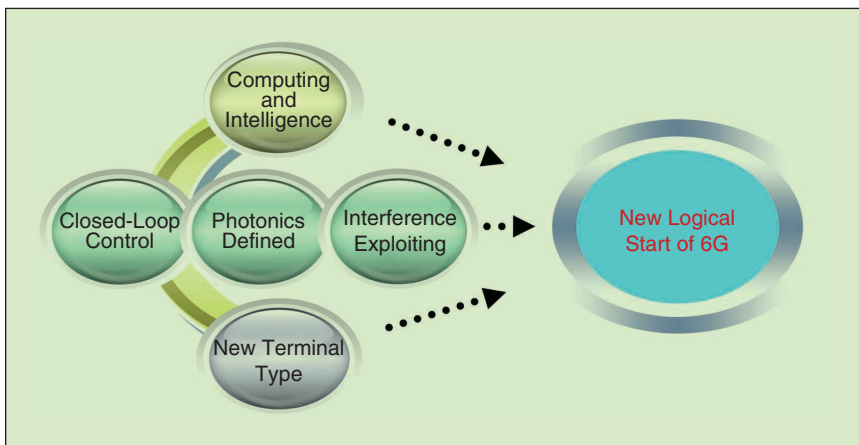 Computing
and
Intelligence
Closed-Loop
Control
Photonics
Defined
Interference
Exploiting
New Logical
Start of 6G
New Terminal
Type